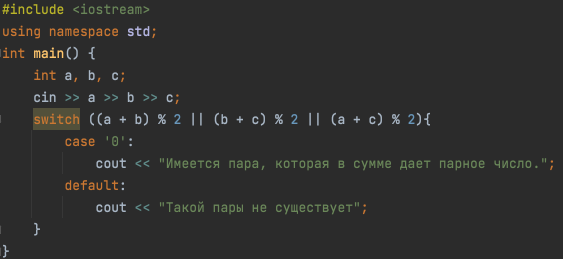 #include <iostream>
using namespace std;
int main() {
    int a, b, c;
    cin >> a >> b >> c;
    switch ((a + b) % 2 || (b + c) % 2 || (a + c) % 2){
        case '0':
            cout << "Имеется пара, которая в сумме дает парное число.";
        default:
            cout << "Такой пары не существует";
    }
}